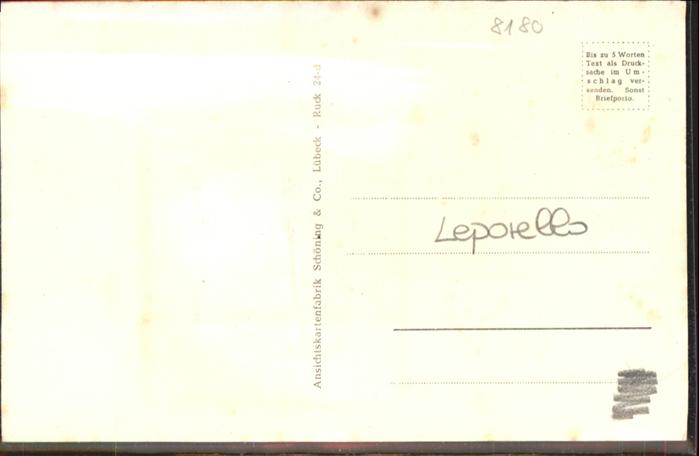 8180
Bis zu 5 Worten
Text als Druck-
sache im Um-
schlag ver-
senden. Sonst
Briefporto.
Ansichtskartenfabrik Schöning & Co., Lübeck - Ruck 24-d
Leporello